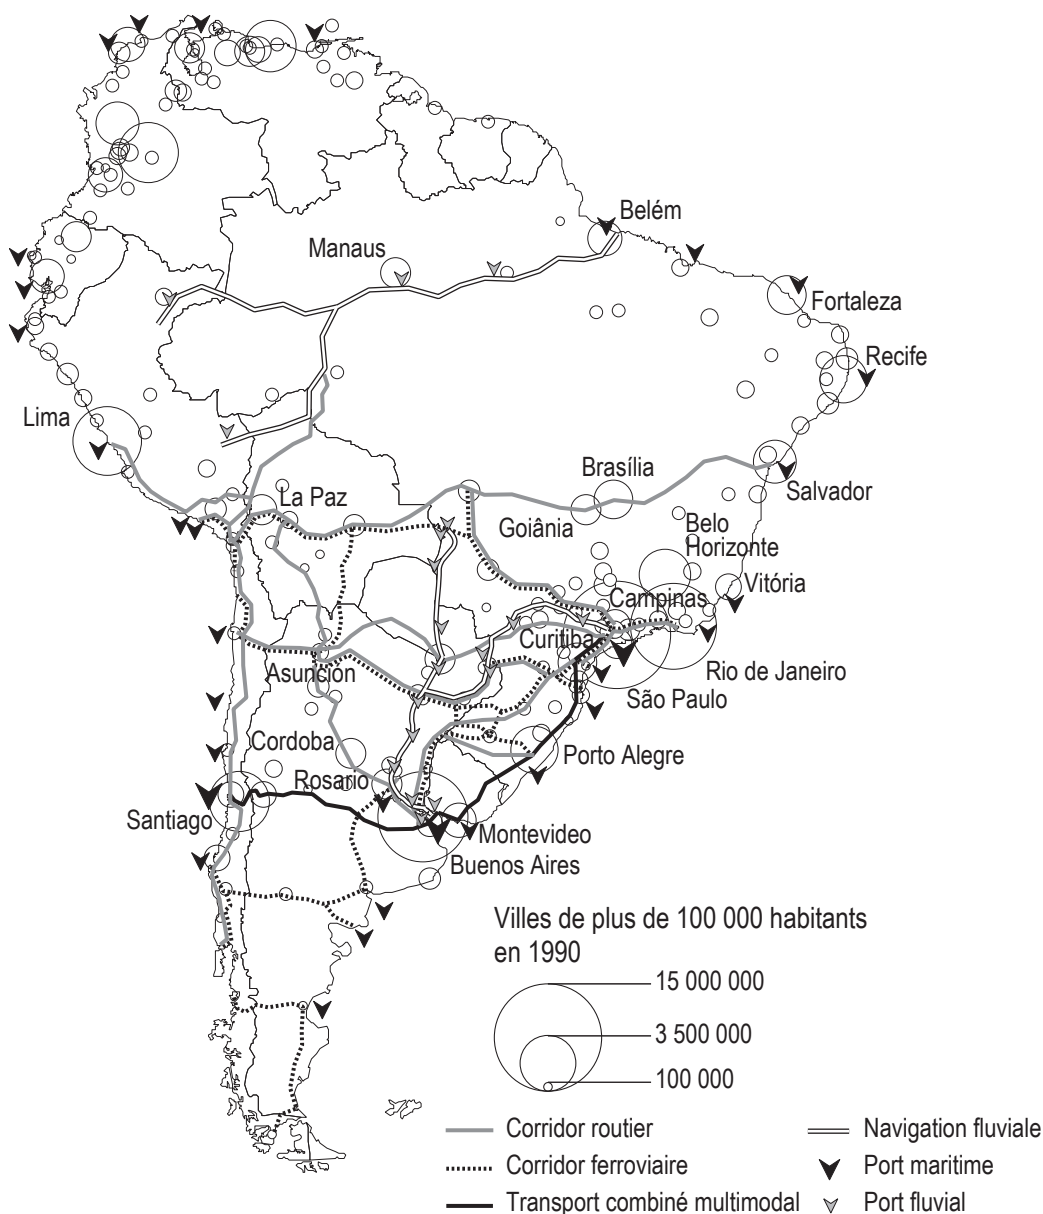 Belém
Manaus
Fortaleza
Recife
Lima
Brasília
La Paz
Salvador
Goiânia
Belo
Horizonte
Vitória
Campinas
Curitiba
Asunción
Rio de Janeiro
São Paulo
Cordoba
Porto Alegre
Rosario
Santiago
Montevideo
Buenos Aires
Villes de plus de 100 000 habitants
en 1990
15 000 000
3 500 000
100 000
Corridor routier
Navigation fluviale
Corridor ferroviaire
Port maritime
Transport combiné multimodal
Port fluvial